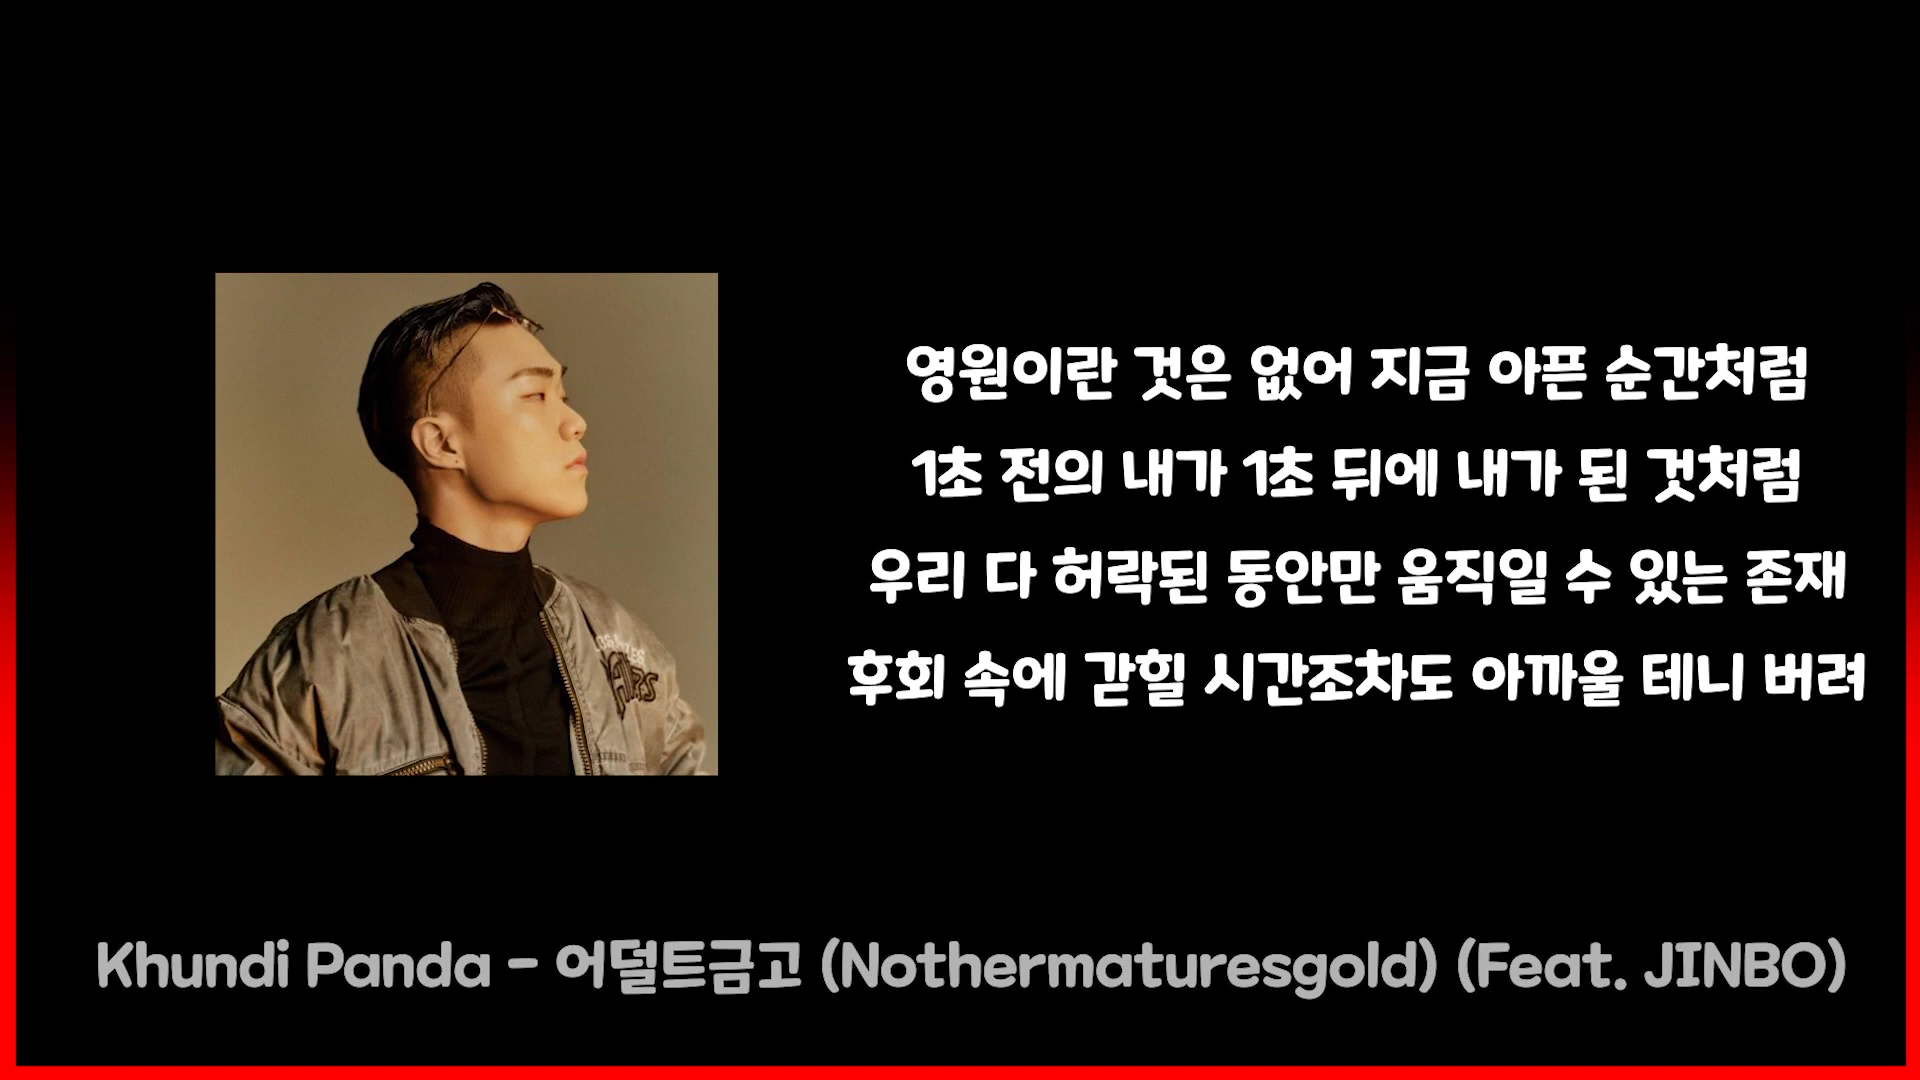 영원이란 것은 없어 지금 아픈 순간처럼
1초 전의 내가 1초 뒤에 내가 된 것처럼
우리 다 허락된 동안만 움직일 수 있는 존재
후회 속에 갇힐 시간조차도 아까울 테니 버려
Khundi Panda - 어덜트금고 (Nothermaturesgold) (Feat. JINBO)